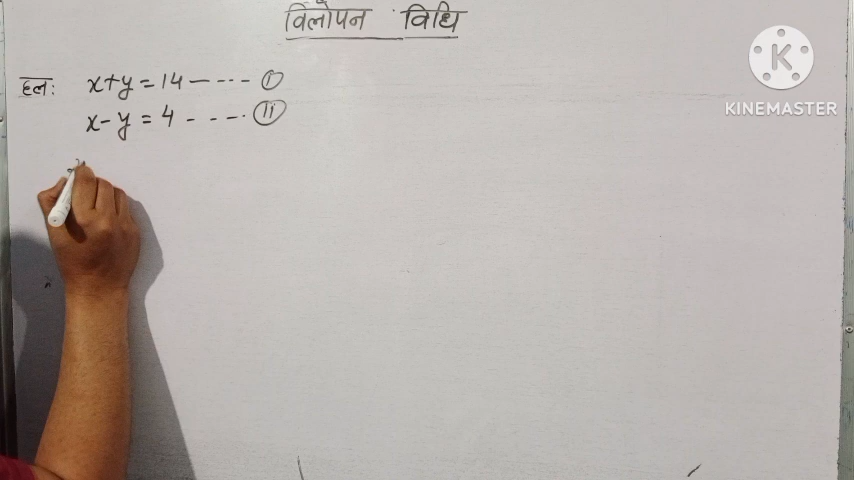 विलोपन विधि
हल: x+y = 14 ---- (i)
x-y = 4 ---- (ii)
KINEMASTER